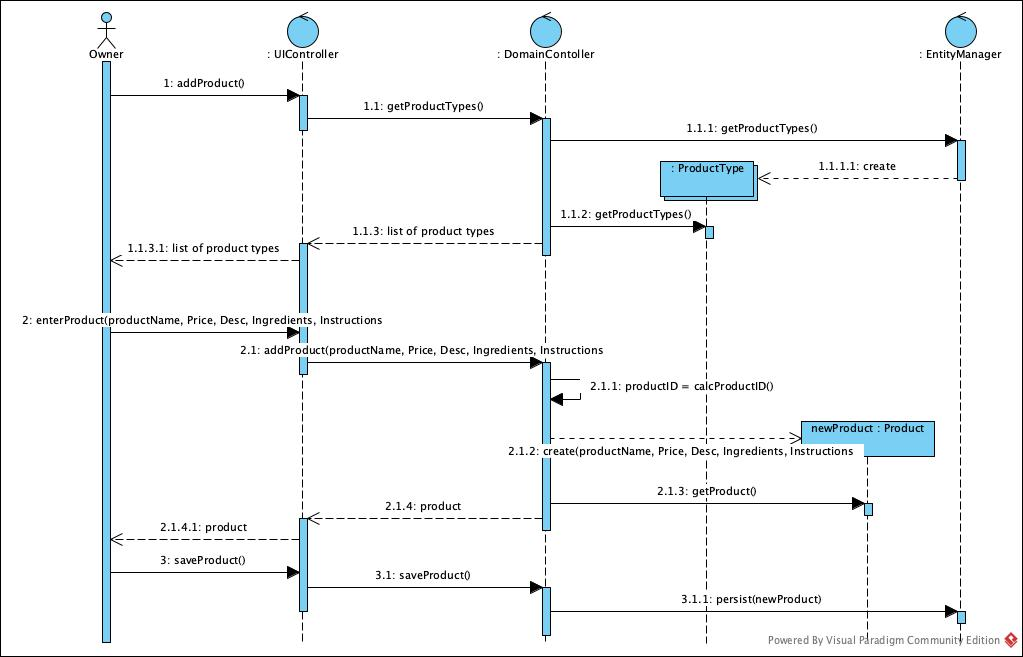 Owner
: UIController
: DomainContoller
: EntityManager
1: addProduct()
1.1: getProductTypes()
1.1.1: getProductTypes()
: ProductType
1.1.1.1: create
1.1.2: getProductTypes()
1.1.3: list of product types
1.1.3.1: list of product types
2: enterProduct(productName, Price, Desc, Ingredients, Instructions
2.1: addProduct(productName, Price, Desc, Ingredients, Instructions
2.1.1: productID = calcProductID()
newProduct : Product
2.1.2: create(productName, Price, Desc, Ingredients, Instructions
2.1.3: getProduct()
2.1.4: product
2.1.4.1: product
3: saveProduct()
3.1: saveProduct()
3.1.1: persist(newProduct)
Powered By Visual Paradigm Community Edition